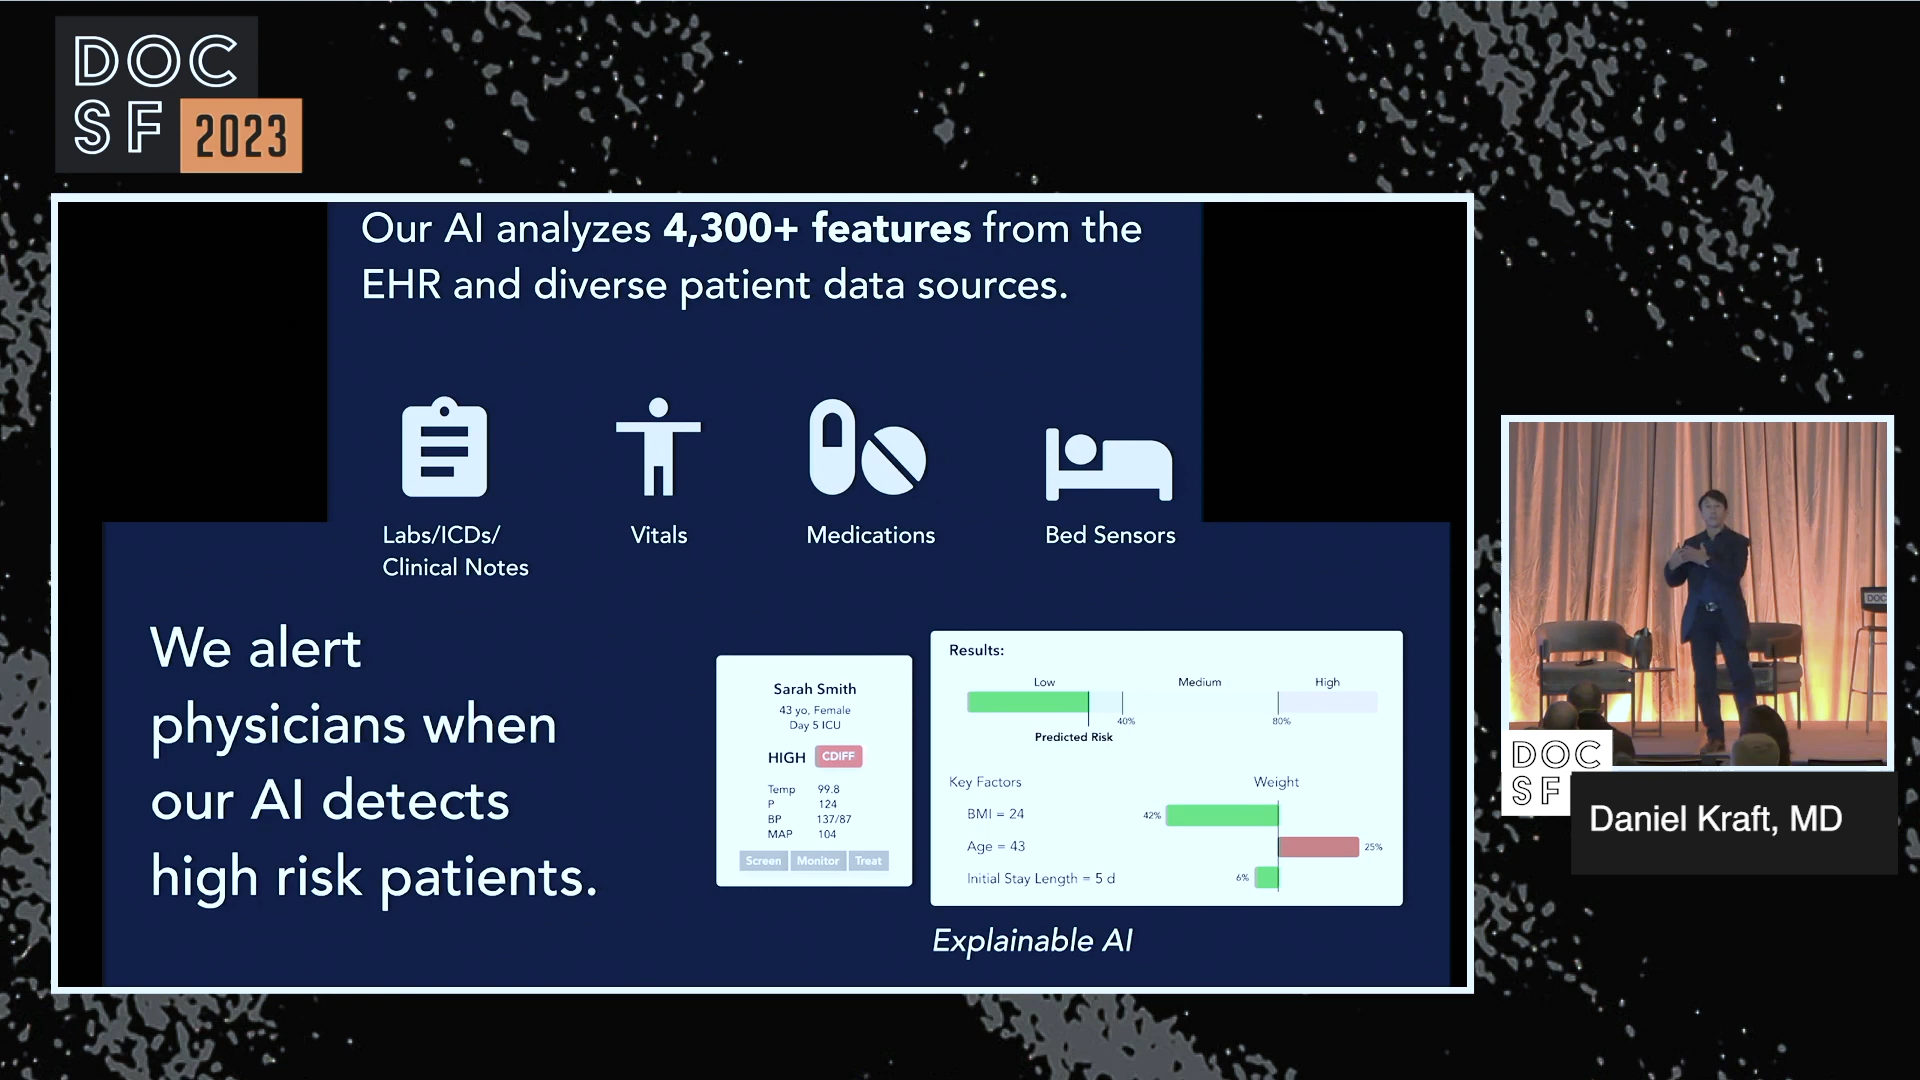 DOC
SF 2023
Our AI analyzes 4,300+ features from the
EHR and diverse patient data sources.
Labs/ICDs/
Clinical Notes
Vitals
Medications
Bed Sensors
We alert
physicians when
our AI detects
high risk patients.
Sarah Smith
43 yo, Female
Day 5 ICU
HIGH CDIFF
Temp 99.8
P 124
BP 137/87
MAP 104
Screen Monitor Treat
Results:
Low Medium High
40% 80%
Predicted Risk
Key Factors Weight
BMI = 24 42%
Age = 43 25%
Initial Stay Length = 5 d 6%
Explainable AI
DOC
DOC
SF
Daniel Kraft, MD